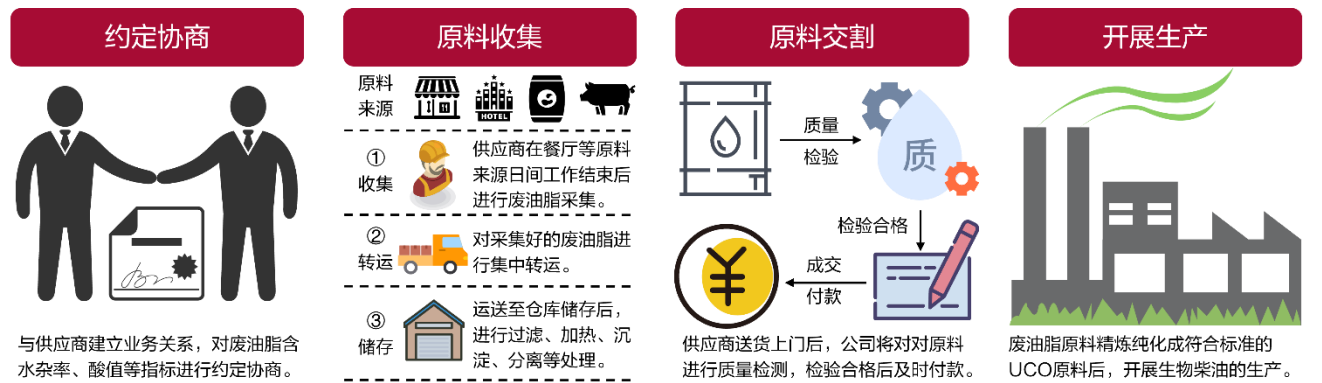 约定协商
与供应商建立业务关系，对废油脂含
水杂率、酸值等指标进行约定协商。
原料收集
原料
来源
HOTEL
①
收集
供应商在餐厅等原料
来源日间工作结束后
进行废油脂采集。
②
转运
对采集好的废油脂进
行集中转运。
③
储存
运送至仓库储存后，
进行过滤、加热、沉
淀、分离等处理。
原料交割
质量
检验
质
检验合格
成交
付款
¥
供应商送货上门后，公司将对对原料
进行质量检测，检验合格后及时付款。
开展生产
废油脂原料精炼纯化成符合标准的
UCO原料后，开展生物柴油的生产。